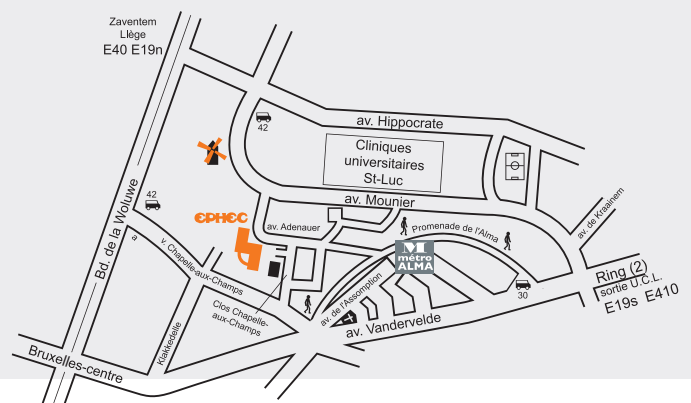 Zaventem
Liège
E40 E19n
42
av. Hippocrate
Cliniques
universitaires
St-Luc
av. Mounier
42
EPHEC
av. Adenauer
Promenade de l'Alma
av. de Kraainem
Bd. de la Woluwe
a
v. Chapelle-aux-Champs
M
métro
ALMA
Ring (2)
sortie U.C.L.
E19s E410
30
av. de l'Assomption
Clos Chapelle-
aux-Champs
av. Vandervelde
Klakkedelle
Bruxelles-centre